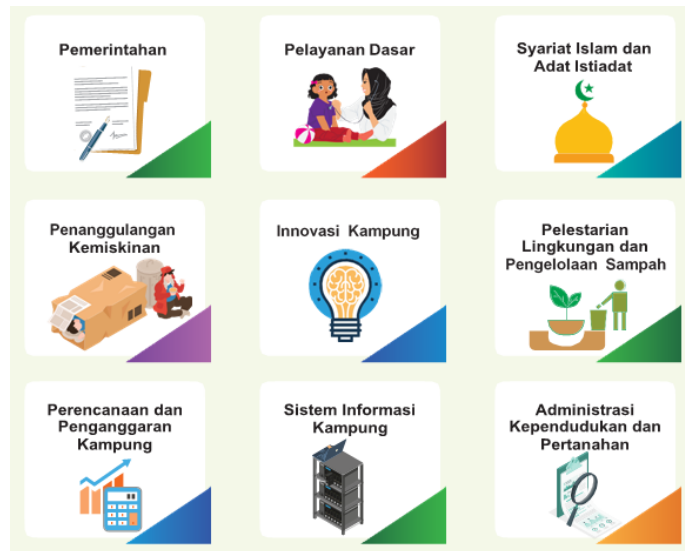 Pemerintahan
Pelayanan Dasar
Syariat Islam dan
Adat Istiadat
Penanggulangan
Kemiskinan
Innovasi Kampung
Pelestarian
Lingkungan dan
Pengelolaan Sampah
Perencanaan dan
Penganggaran
Kampung
Sistem Informasi
Kampung
Administrasi
Kependudukan dan
Pertanahan